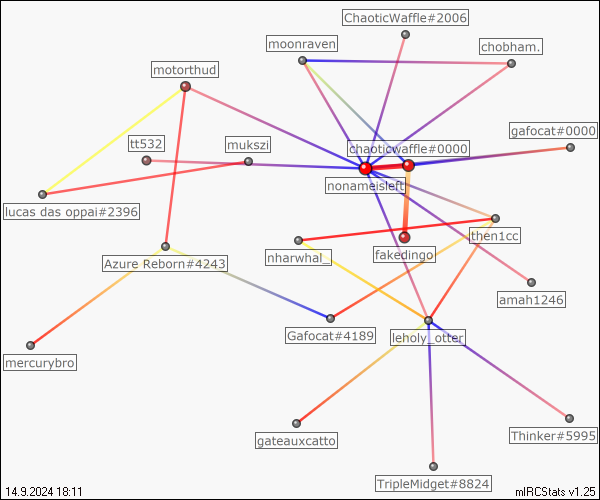 ChaoticWaffle#2006
moonraven
chobham.
motorthud
gafocat#0000
tt532
mukszi
chaoticwaffle#0000
nonameisleft
lucas das oppai#2396
then1cc
nharwhal_
fakedingo
Azure Reborn#4243
amah1246
Gafocat#4189
leholy_otter
mercurybro
gateauxcatto
Thinker#5995
TripleMidget#8824
14.9.2024 18:11
mIRCStats v1.25